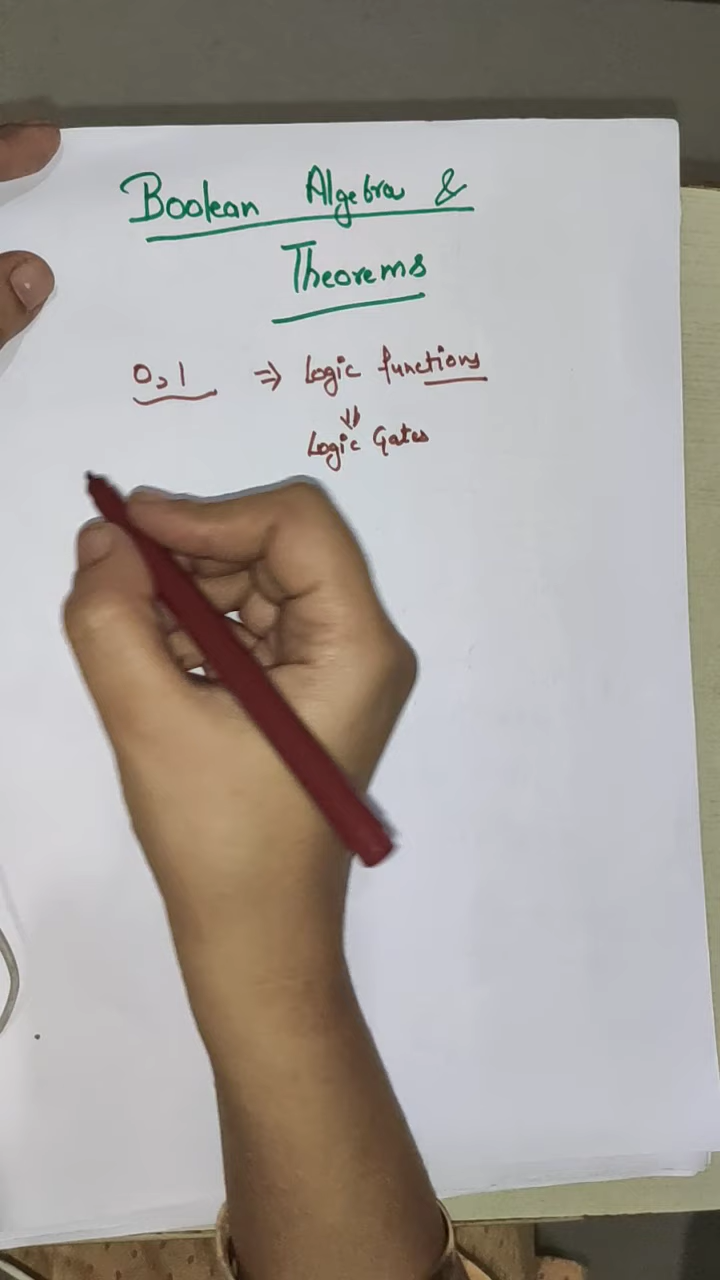 Boolean Algebra &
Theorems
0, 1 ⇒ Logic functions
⇓
Logic Gates